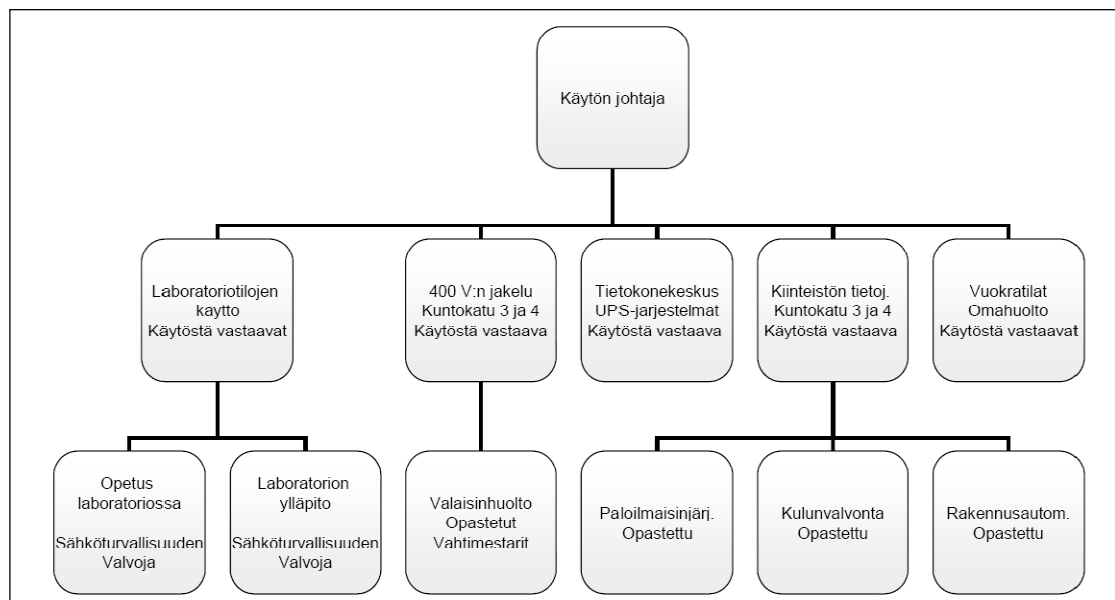 Käytön johtaja
Laboratoriotilojen
kaytto
Käytöstä vastaavat
400 V:n jakelu
Kuntokatu 3 ja 4
Käytöstä vastaava
Tietokonekeskus
UPS-jarjestelmat
Käytöstä vastaava
Kiinteistön tietoj.
Kuntokatu 3 ja 4
Käytöstä vastaava
Vuokratilat
Omahuolto
Käytöstä vastaavat
Opetus
laboratoriossa
Sähköturvallisuuden
Valvoja
Laboratorion
ylläpito
Sähköturvallisuuden
Valvoja
Valaisinhuolto
Opastetut
Vahtimestarit
Paloilmaisinjärj.
Opastettu
Kulunvalvonta
Opastettu
Rakennusautom.
Opastettu